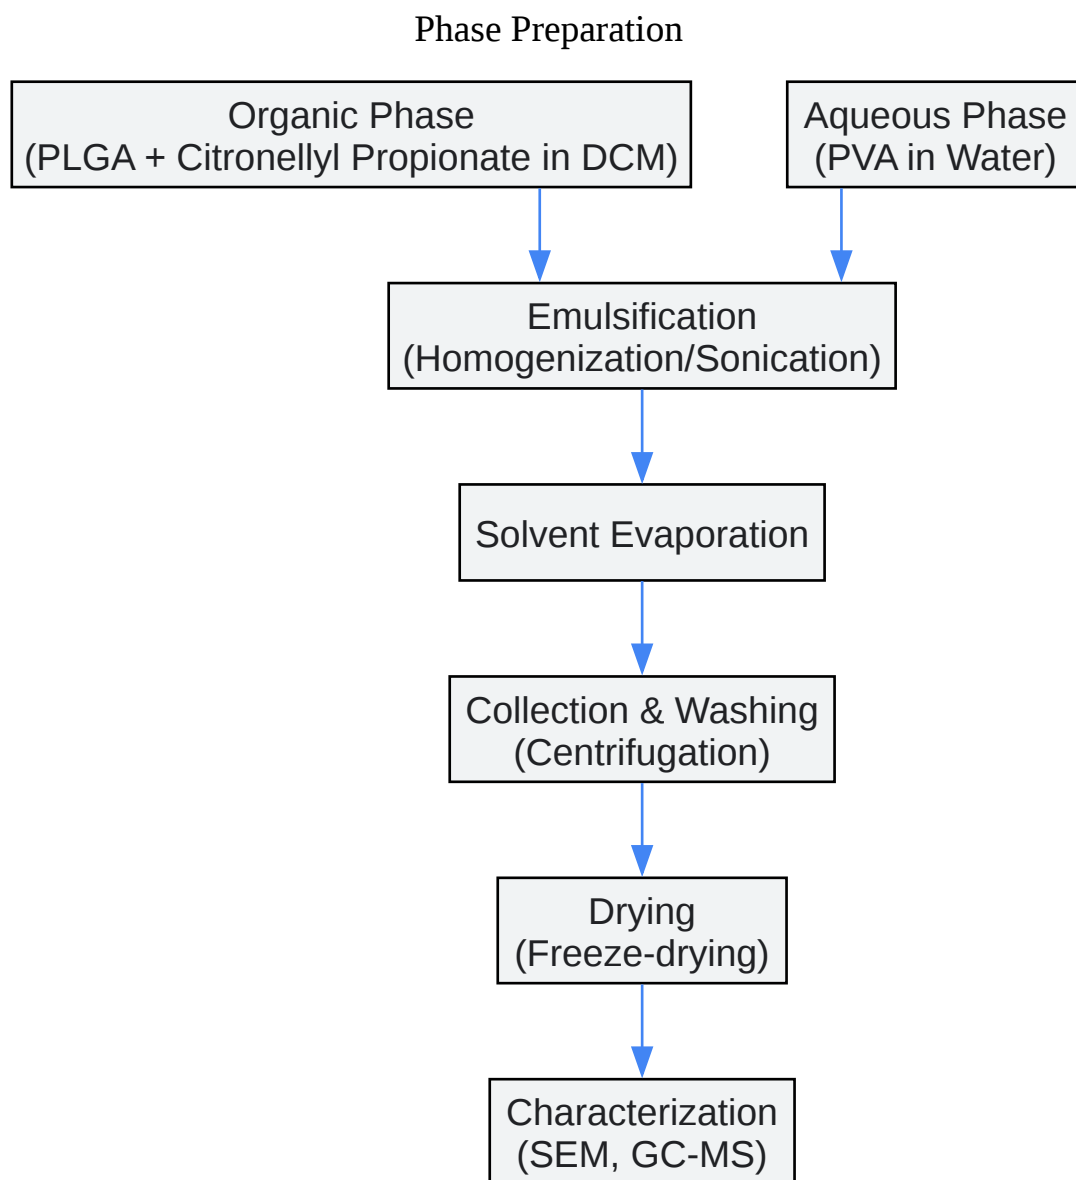 Phase Preparation
Organic Phase
(PLGA + Citronellyl Propionate in DCM)
Aqueous Phase
(PVA in Water)
Emulsification
(Homogenization/Sonication)
Solvent Evaporation
Collection & Washing
(Centrifugation)
Drying
(Freeze-drying)
Characterization
(SEM, GC-MS)